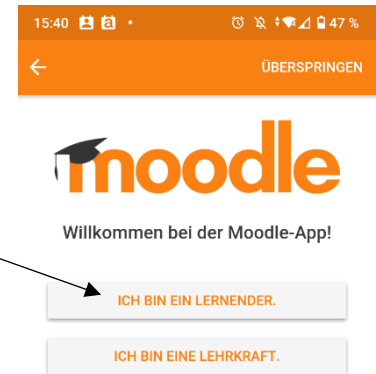 15:40 47 %
ÜBERSPRINGEN
moodle
Willkommen bei der Moodle-App!
ICH BIN EIN LERNENDER.
ICH BIN EINE LEHRKRAFT.